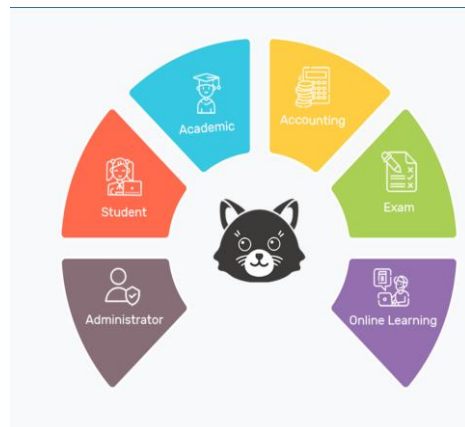 Academic
Accounting
Student
Exam
Administrator
Online Learning